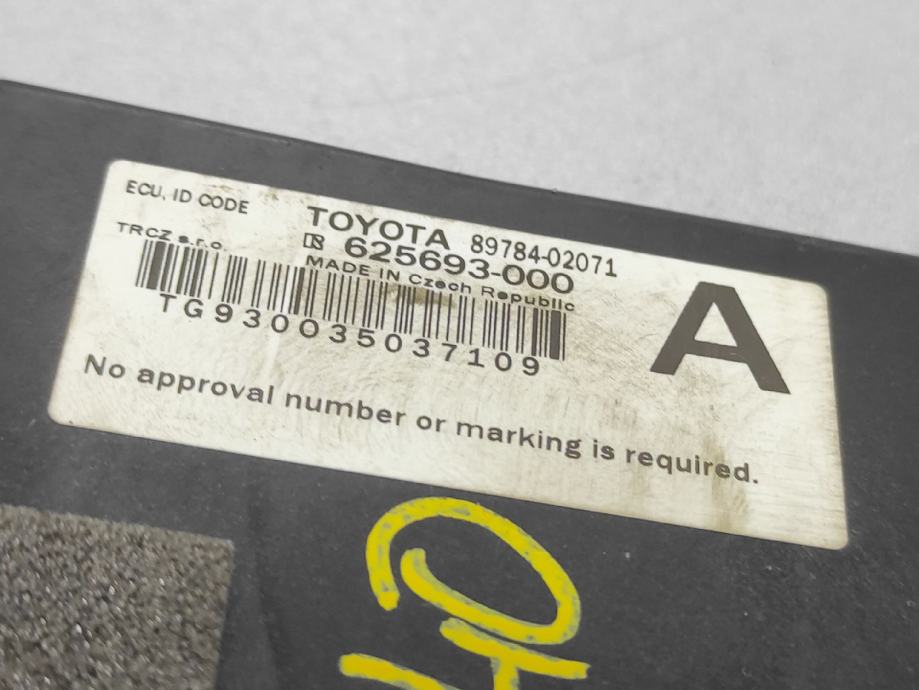 ECU, ID CODE
TOYOTA 89784-02071
TRCZ s.r.o.
625693-000
MADE IN Czech Republic
TG930035037109
A
No approval number or marking is required.